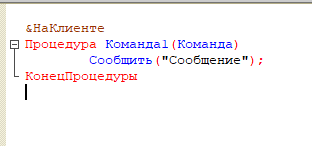 &НаКлиенте
Процедура Команда1(Команда)
Сообщить("Сообщение");
КонецПроцедуры